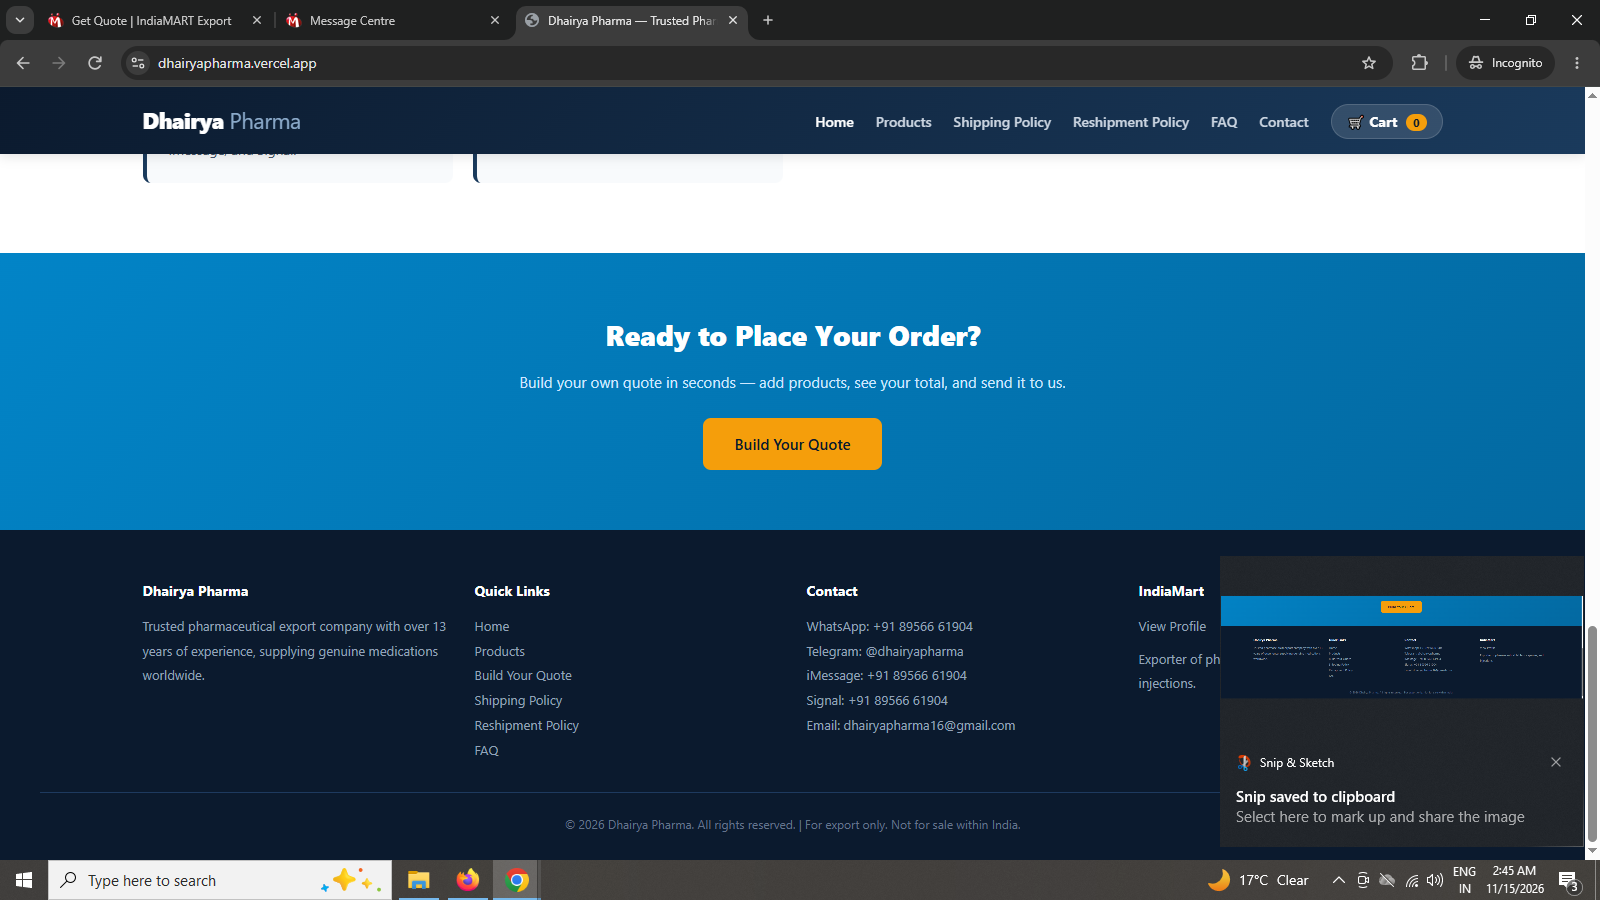 Get Quote | IndiaMART Export
Message Centre
Dhairya Pharma — Trusted Phar
dhairyapharma.vercel.app
Incognito
Dhairya Pharma
Home
Products
Shipping Policy
Reshipment Policy
FAQ
Contact
Cart 0
iMessage, and Signal.
Ready to Place Your Order?
Build your own quote in seconds — add products, see your total, and send it to us.
Build Your Quote
Dhairya Pharma
Trusted pharmaceutical export company with over 13
years of experience, supplying genuine medications
worldwide.
Quick Links
Home
Products
Build Your Quote
Shipping Policy
Reshipment Policy
FAQ
Contact
WhatsApp: +91 89566 61904
Telegram: @dhairyapharma
iMessage: +91 89566 61904
Signal: +91 89566 61904
Email: dhairyapharma16@gmail.com
IndiaMart
View Profile
Exporter of ph
injections.
© 2026 Dhairya Pharma. All rights reserved. | For export only. Not for sale within India.
Snip & Sketch
Snip saved to clipboard
Select here to mark up and share the image
Type here to search
17°C Clear
ENG
IN
2:45 AM
11/15/2026
3